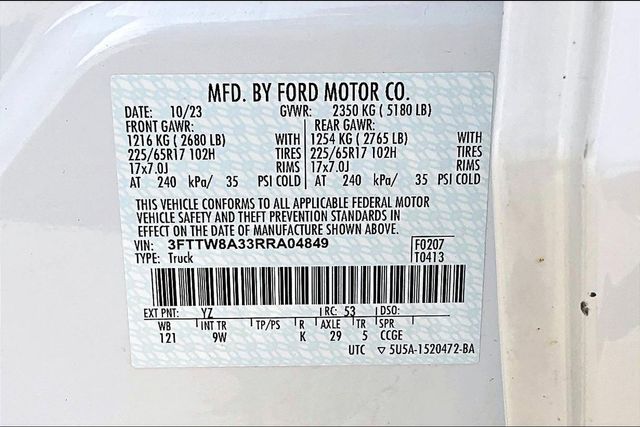 MFD. BY FORD MOTOR CO.
DATE: 10/23 GVWR: 2350 KG ( 5180 LB)
FRONT GAWR: REAR GAWR:
1216 KG ( 2680 LB) WITH 1254 KG ( 2765 LB) WITH
225/65R17 102H TIRES 225/65R17 102H TIRES
17x7.0J RIMS 17x7.0J RIMS
AT 240 kPa/ 35 PSI COLD AT 240 kPa/ 35 PSI COLD
THIS VEHICLE CONFORMS TO ALL APPLICABLE FEDERAL MOTOR
VEHICLE SAFETY AND THEFT PREVENTION STANDARDS IN
EFFECT ON THE DATE OF MANUFACTURE SHOWN ABOVE.
VIN: 3FTTW8A33RRA04849 F0207
TYPE: Truck T0413
EXT PNT: YZ RC: 53 DSO:
WB INT TR TP/PS R AXLE TR SPR
121 9W K 29 5 CCGE
UTC 5U5A-1520472-BA